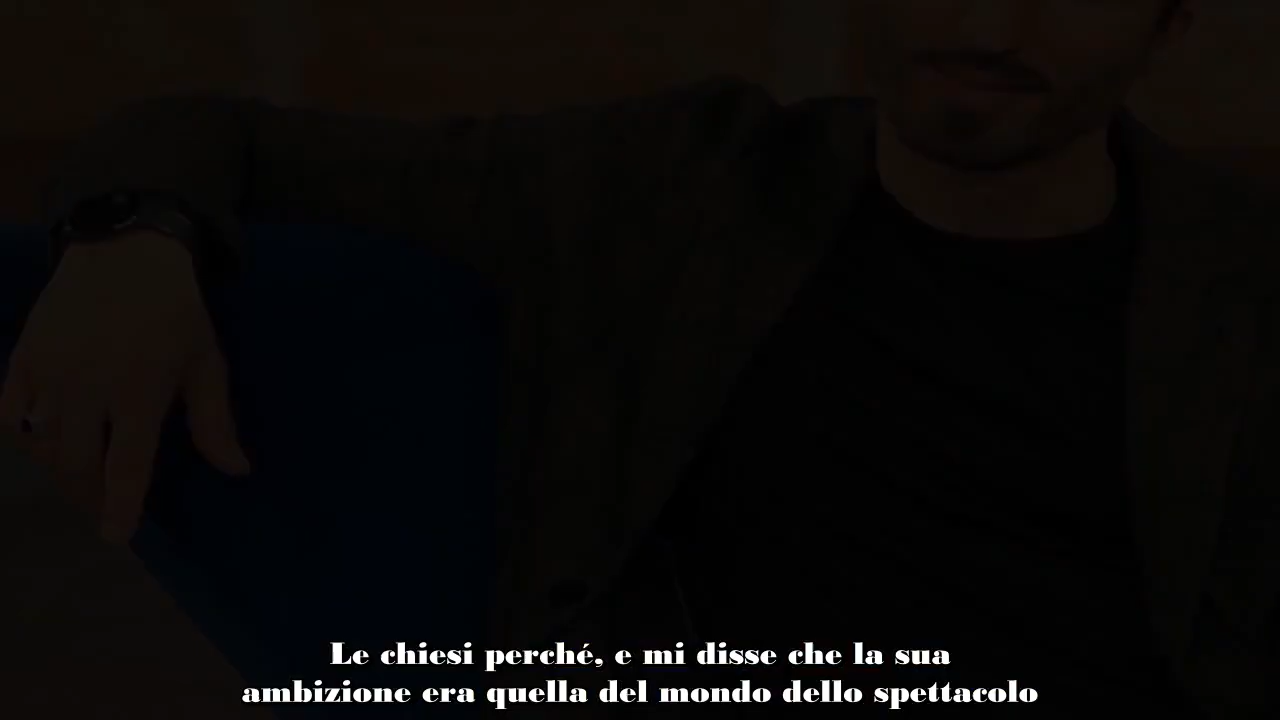 Le chiesi perché, e mi disse che la sua
ambizione era quella del mondo dello spettacolo